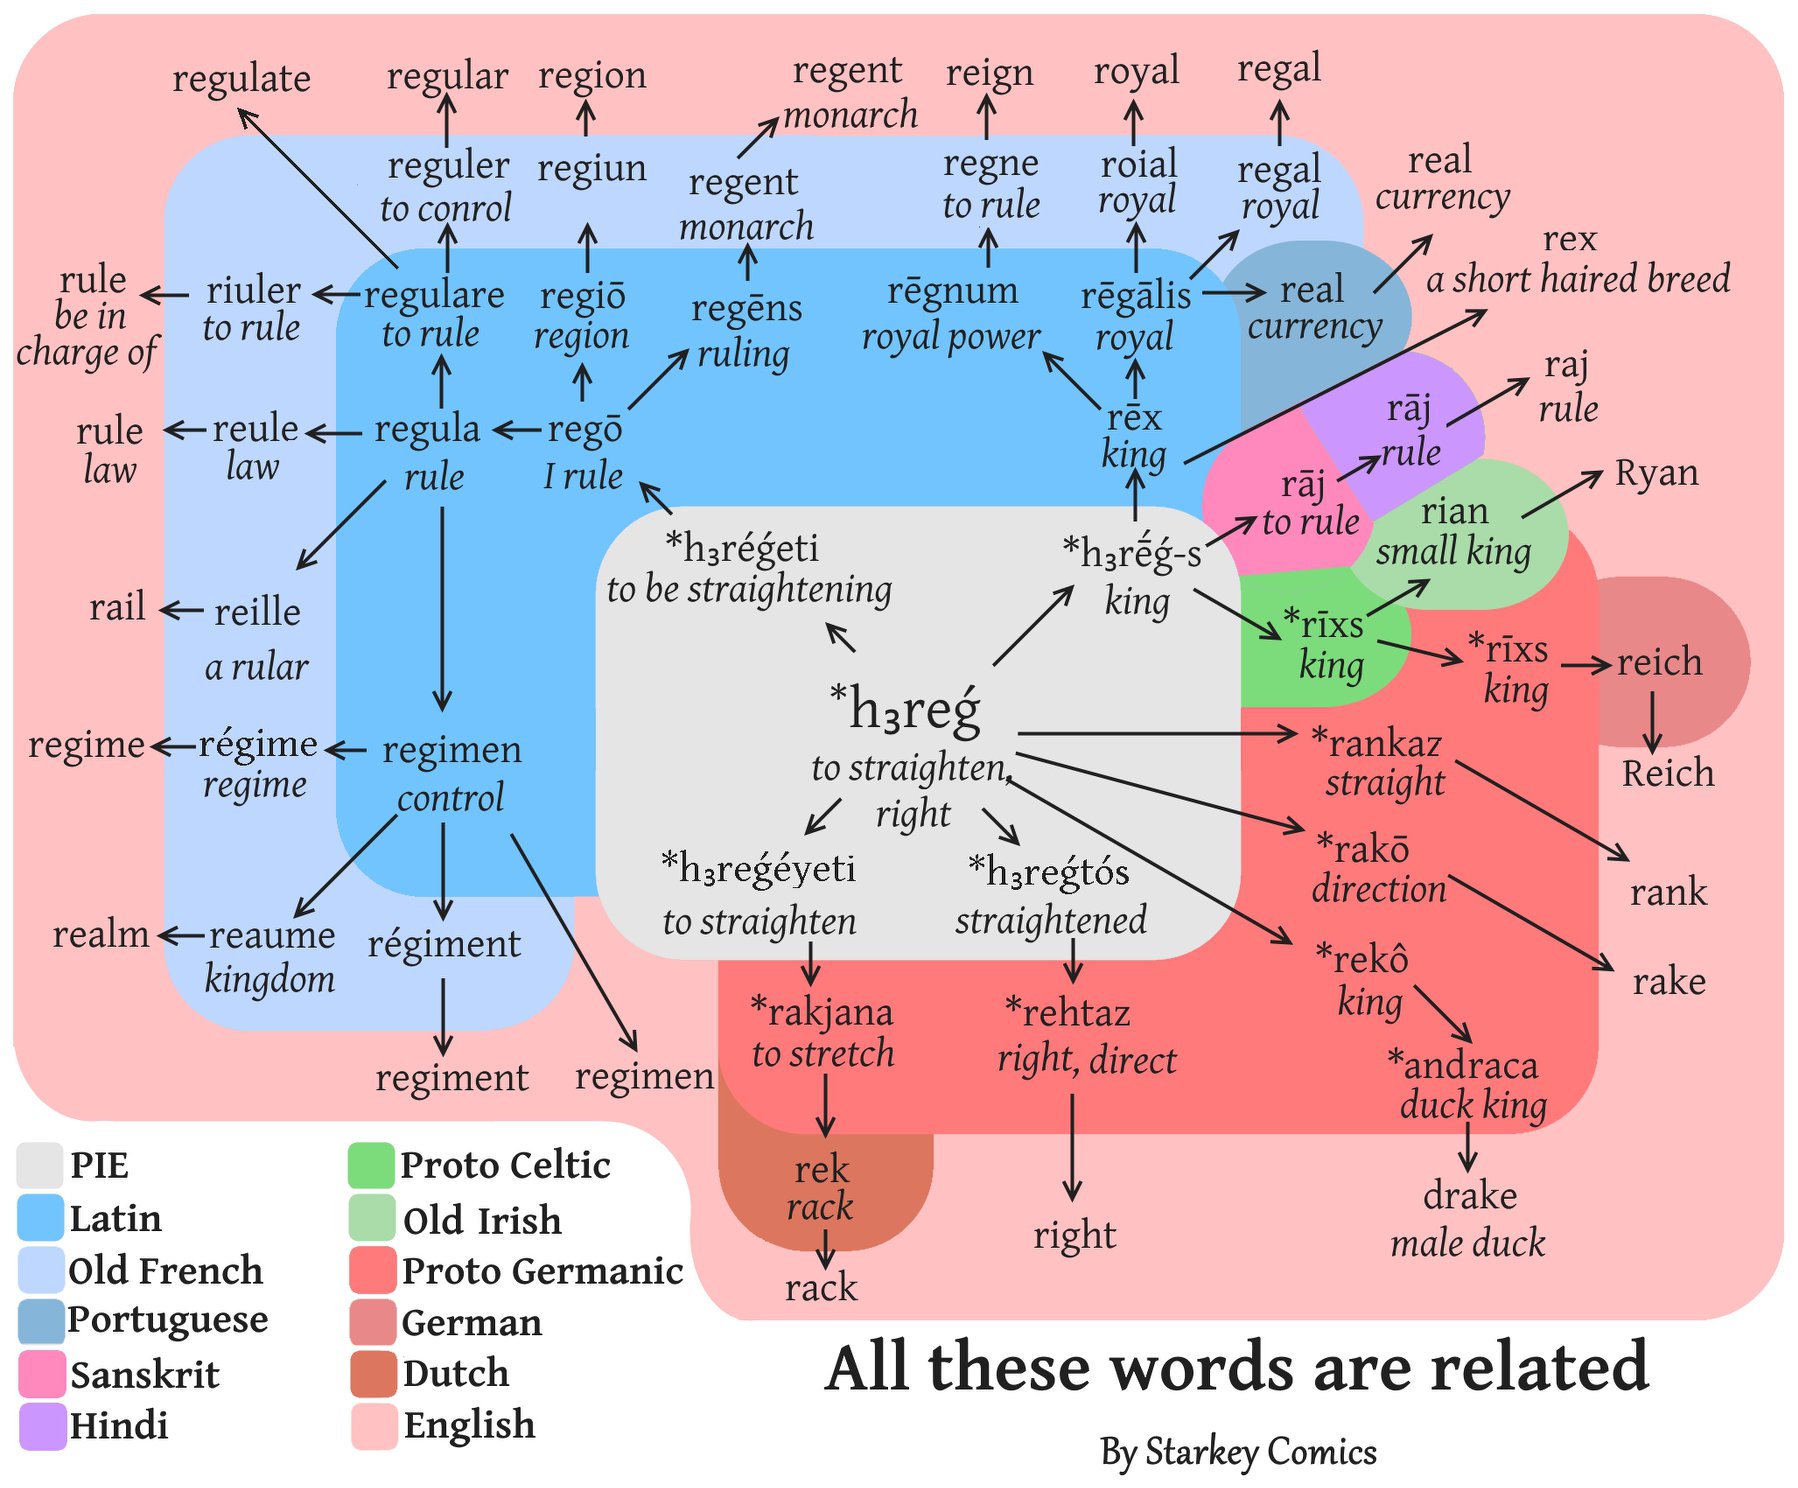 regulate
regular
region
regent
monarch
reign
royal
regal
reguler
to conrol
regiun
regent
monarch
regne
to rule
roial
royal
regal
royal
real
currency
rex
a short haired breed
rule
be in
charge of
riuler
to rule
regulare
to rule
regiō
region
regēns
ruling
rēgnum
royal power
rēgālis
royal
real
currency
raj
rule
rule
law
reule
law
regula
rule
regō
I rule
rēx
king
rāj
rule
rāj
to rule
Ryan
rian
small king
*h₃réǵeti
to be straightening
*h₃rḗǵ-s
king
rail
reille
a rular
*rīxs
king
*rīxs
king
reich
Reich
*h₃reǵ
to straighten,
right
regime
régime
regime
regimen
control
*rankaz
straight
rank
*h₃reǵéyeti
to straighten
*h₃reǵtós
straightened
*rakō
direction
rake
realm
reaume
kingdom
régiment
*rekô
king
*rakjana
to stretch
*rehtaz
right, direct
*andraca
duck king
regiment
regimen
rek
rack
rack
right
drake
male duck
PIE
Latin
Old French
Portuguese
Sanskrit
Hindi
Proto Celtic
Old Irish
Proto Germanic
German
Dutch
English
All these words are related
By Starkey Comics